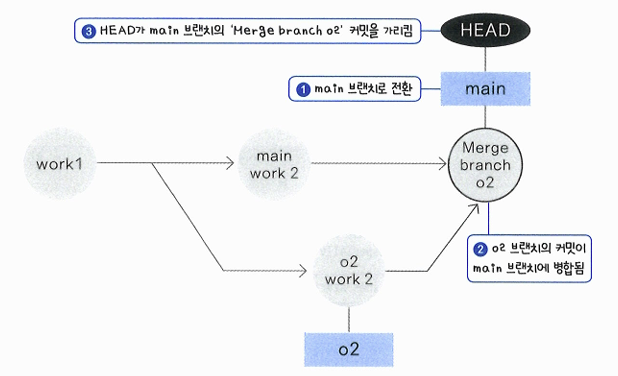 3 HEAD가 main 브랜치의 'Merge branch o2' 커밋을 가리킴
HEAD
1 main 브랜치로 전환
main
work1
main
work 2
Merge
branch
o2
2 o2 브랜치의 커밋이
main 브랜치에 병합됨
o2
work 2
o2